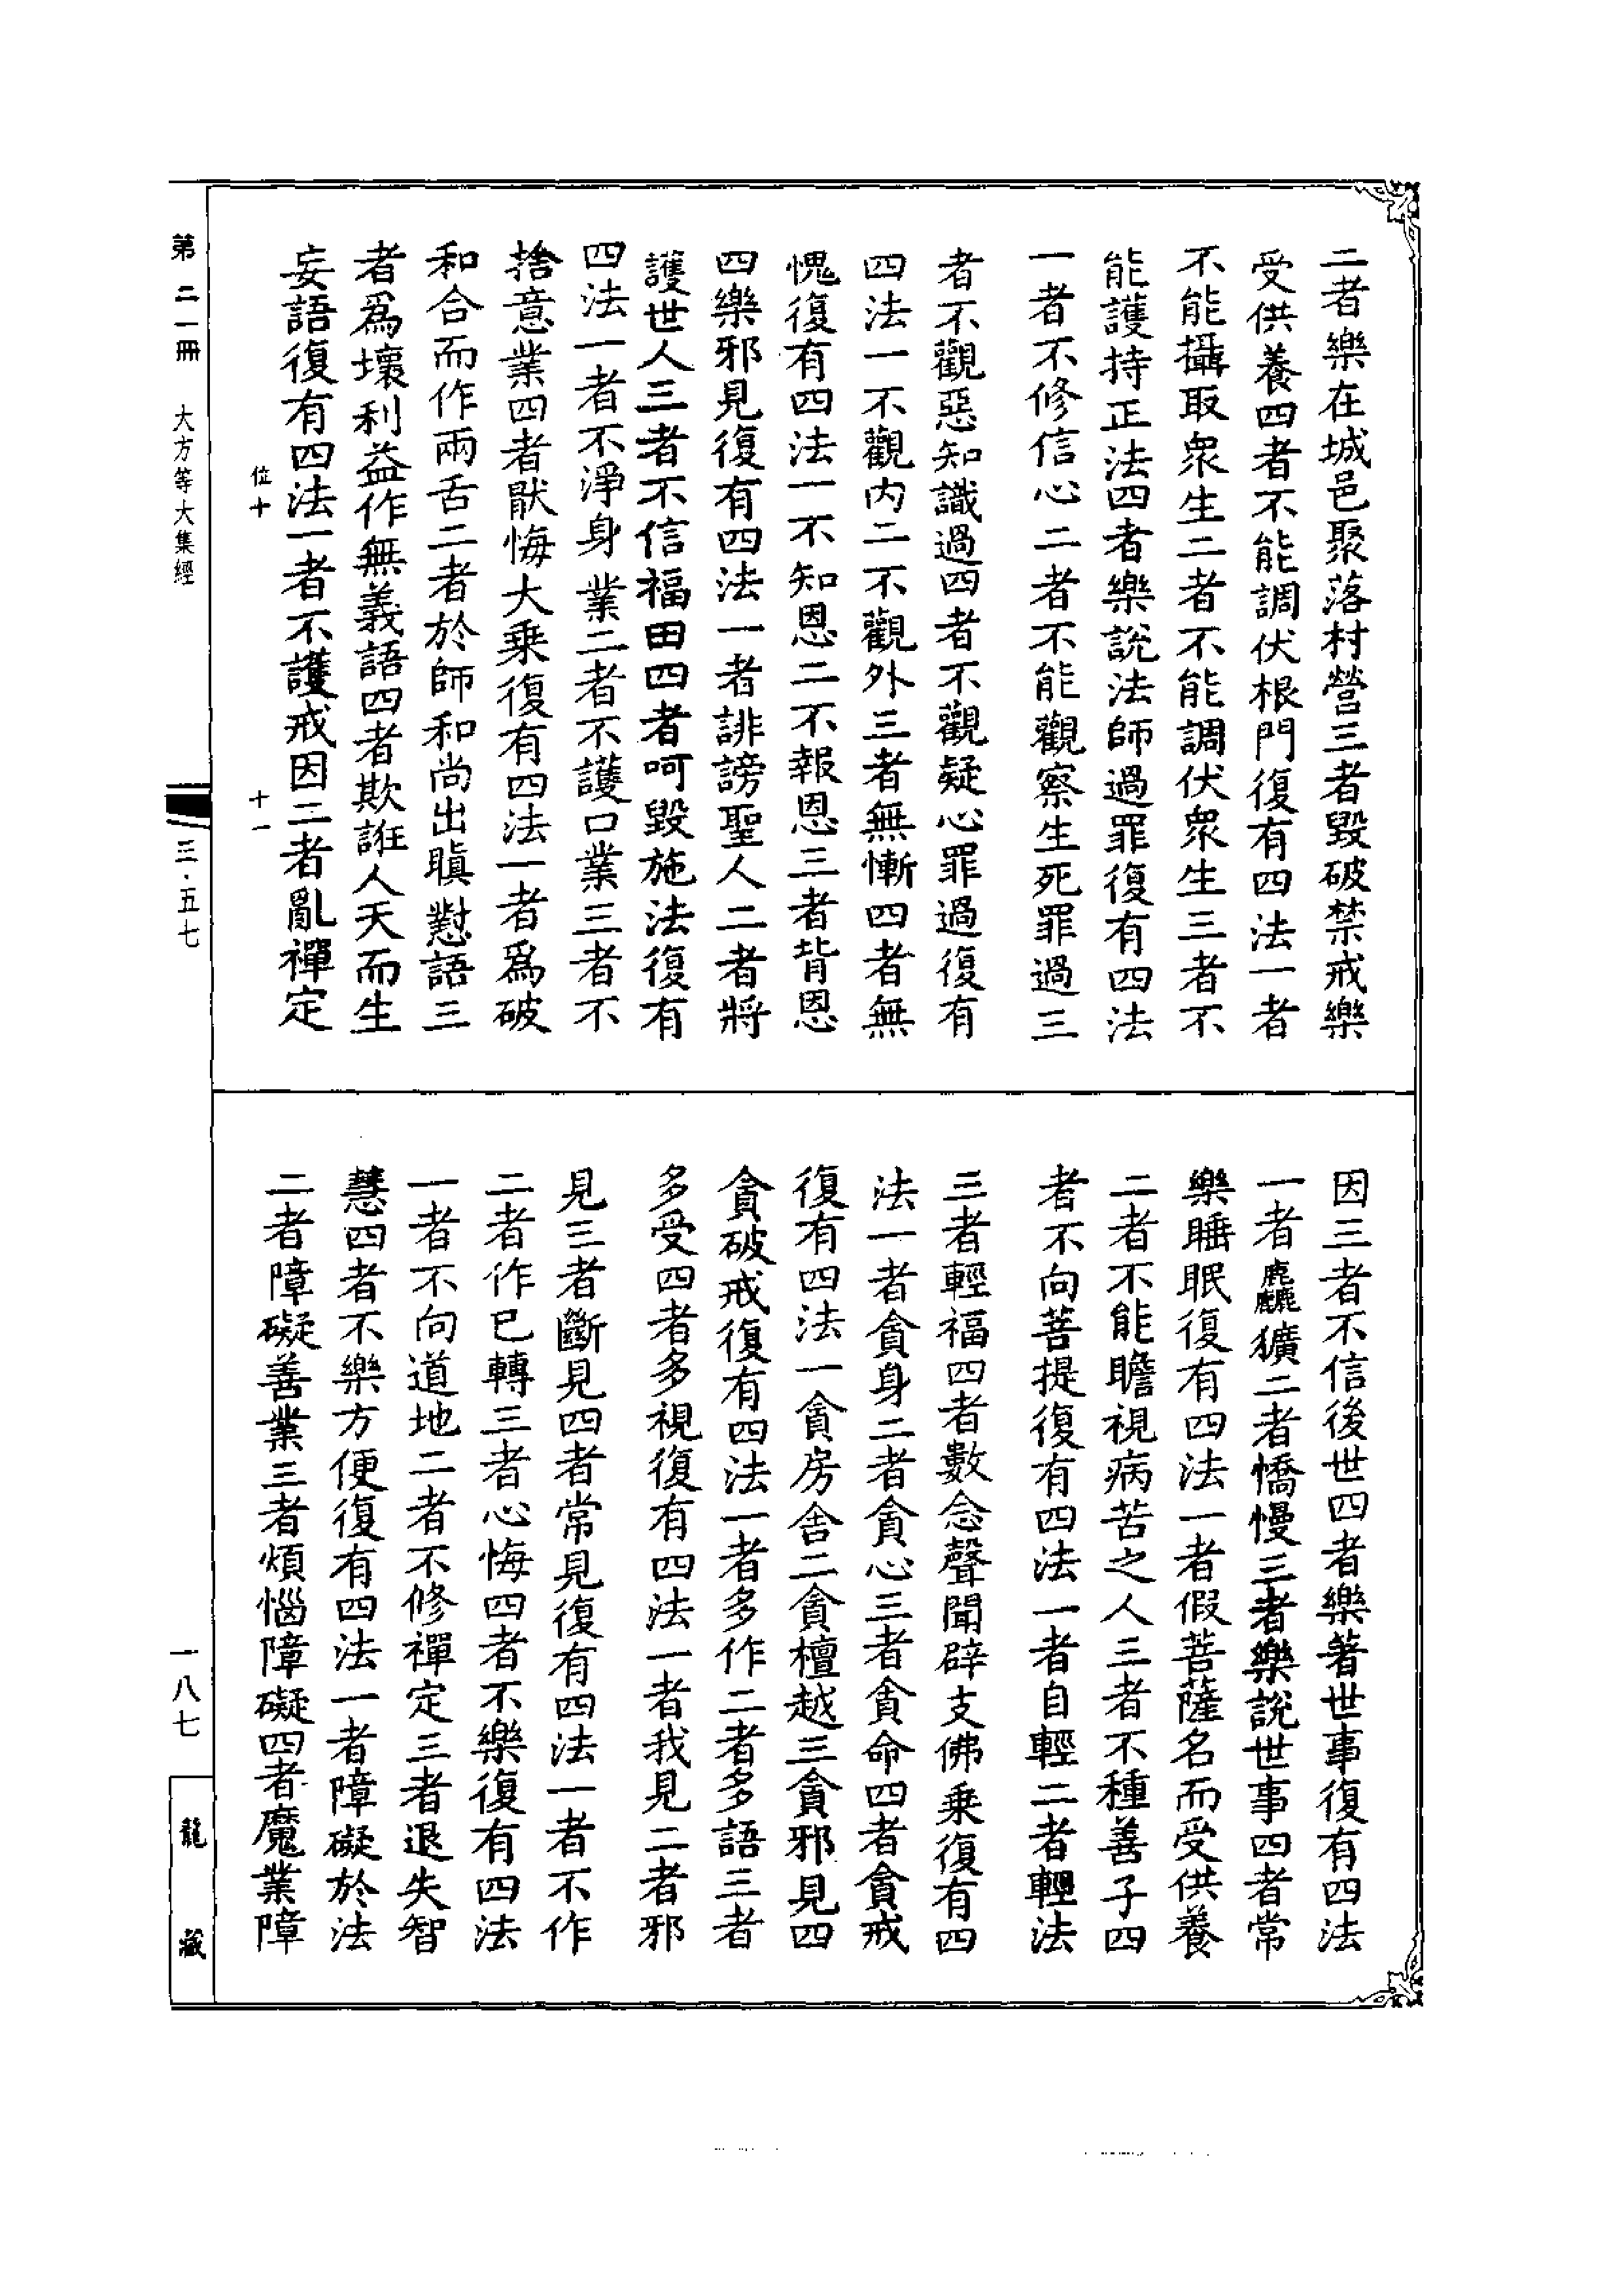 二者樂在城邑聚落村營三者毀破禁戒樂
受供養四者不能調伏根門復有四法一者
不能攝取衆生二者不能調伏衆生三者不
能護持正法四者樂說法師過罪復有四法
一者不修信心二者不能觀察生死罪過三
者不觀惡知識過四者不觀疑心罪過復有
四法一不觀内二不觀外三者無慚四者無
愧復有四法一不知恩二不報恩三者背恩
四樂邪見復有四法一者誹謗聖人二者將
護世人三者不信福田四者呵毀施法復有
四法一者不淨身業二者不護口業三者不
捨意業四者猒悔大乗復有四法一者爲破
和合而作兩舌二者於師和尚出瞋懟語三
者爲壞利益作無義語四者欺誑人天而生
妄語復有四法一者不護戒因二者亂禪定
位十
十一
因三者不信後世四者樂著世事復有四法
一者麤獷二者憍慢三者樂說世事四者常
樂睡眠復有四法一者假菩薩名而受供養
二者不能瞻視病苦之人三者不種善子四
者不向菩提復有四法一者自輕二者輕法
三者輕福四者數念聲聞辟支佛乗復有四
法一者貪身二者貪心三者貪命四者貪戒
復有四法一貪房舍二貪檀越三貪邪見四
貪破戒復有四法一者多作二者多語三者
多受四者多視復有四法一者我見二者邪
見三者斷見四者常見復有四法一者不作
二者作已轉三者心悔四者不樂復有四法
一者不向道地二者不修禪定三者退失智
慧四者不樂方便復有四法一者障礙於法
二者障礙善業三者煩惱障礙四者魔業障
第二一冊
大方等大集經
三·五七
一八七
龍藏